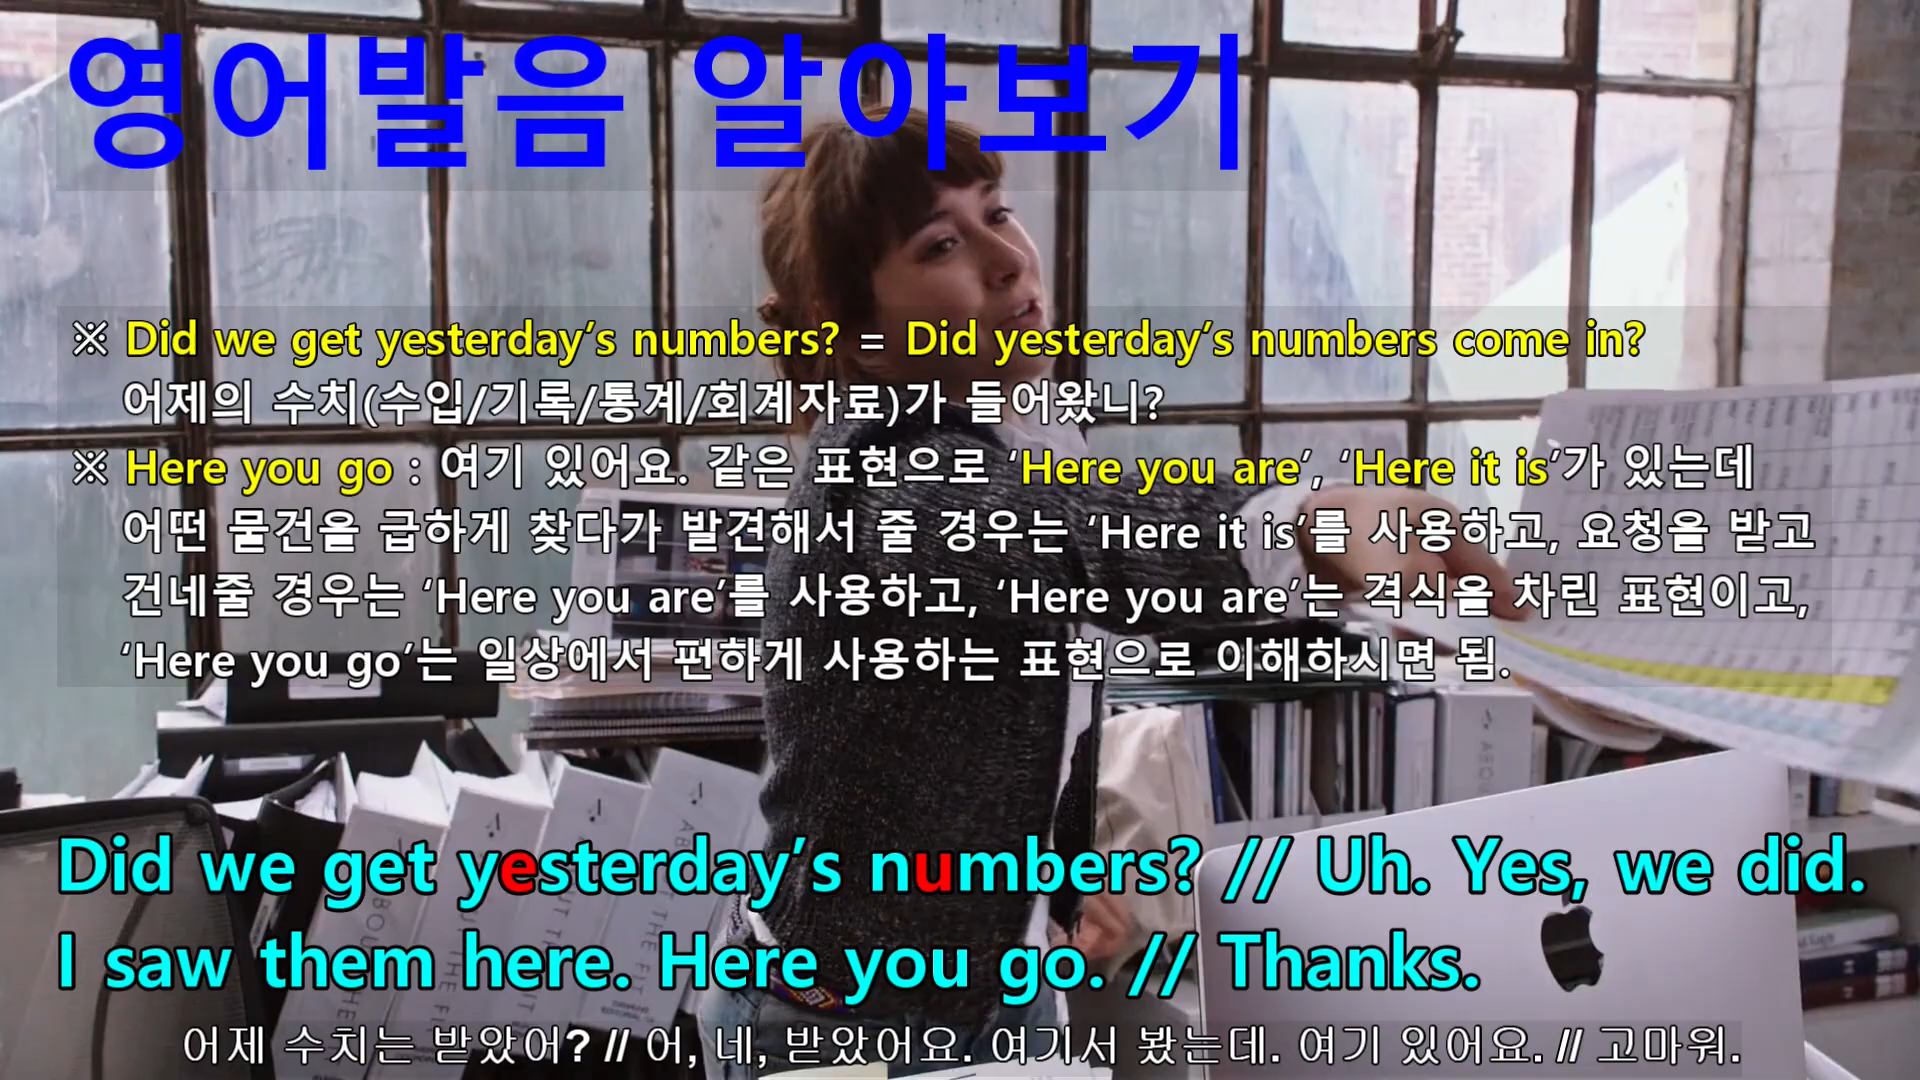 영어발음 알아보기
※ Did we get yesterday's numbers? = Did yesterday's numbers come in?
어제의 수치(수입/기록/통계/회계자료)가 들어왔니?
※ Here you go : 여기 있어요. 같은 표현으로 ‘Here you are’, ‘Here it is’가 있는데
어떤 물건을 급하게 찾다가 발견해서 줄 경우는 ‘Here it is’를 사용하고, 요청을 받고
건네줄 경우는 ‘Here you are’를 사용하고, ‘Here you are’는 격식을 차린 표현이고,
‘Here you go’는 일상에서 편하게 사용하는 표현으로 이해하시면 됨.
Did we get yesterday's numbers? // Uh. Yes, we did.
I saw them here. Here you go. // Thanks.
어제 수치는 받았어? // 어, 네, 받았어요. 여기서 봤는데. 여기 있어요. // 고마워.